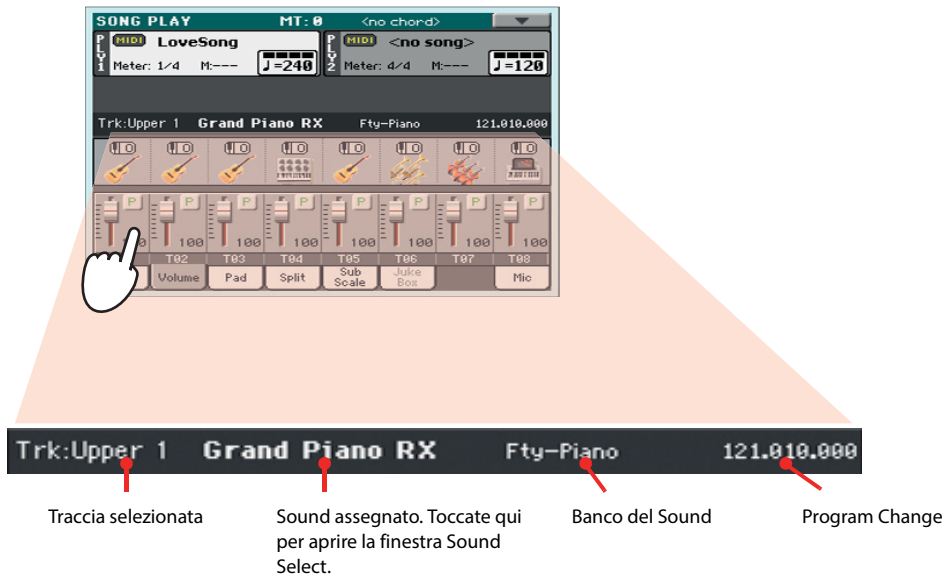 SONG PLAY MT: 0 <no chord>
PLY1 MIDI LoveSong
Meter: 1/4 M:--- ♩=240
PLY2 MIDI <no song>
Meter: 4/4 M:--- ♩=120
Trk:Upper 1 Grand Piano RX Fty-Piano 121.010.000
P P P P P P P P
100 100 100 100 100 100 100
T02 T03 T04 T05 T06 T07 T08
Volume Pad Split Sub Scale Juke Box Mic
Trk:Upper 1 Grand Piano RX Fty-Piano 121.010.000
Traccia selezionata
Sound assegnato. Toccate qui
per aprire la finestra Sound
Select.
Banco del Sound
Program Change